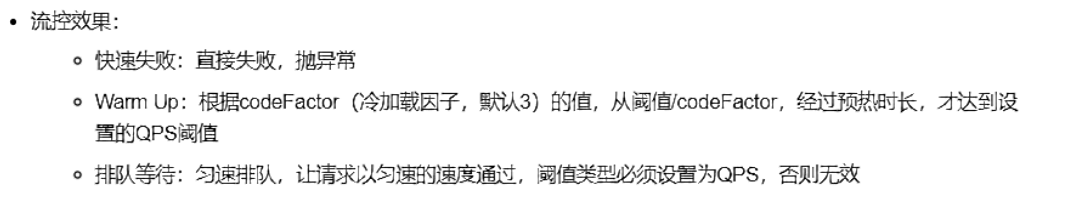 • 流控效果：
◦ 快速失败：直接失败，抛异常
◦ Warm Up：根据codeFactor（冷加载因子，默认3）的值，从阈值/codeFactor，经过预热时长，才达到设
置的QPS阈值
◦ 排队等待：匀速排队，让请求以匀速的速度通过，阈值类型必须设置为QPS，否则无效